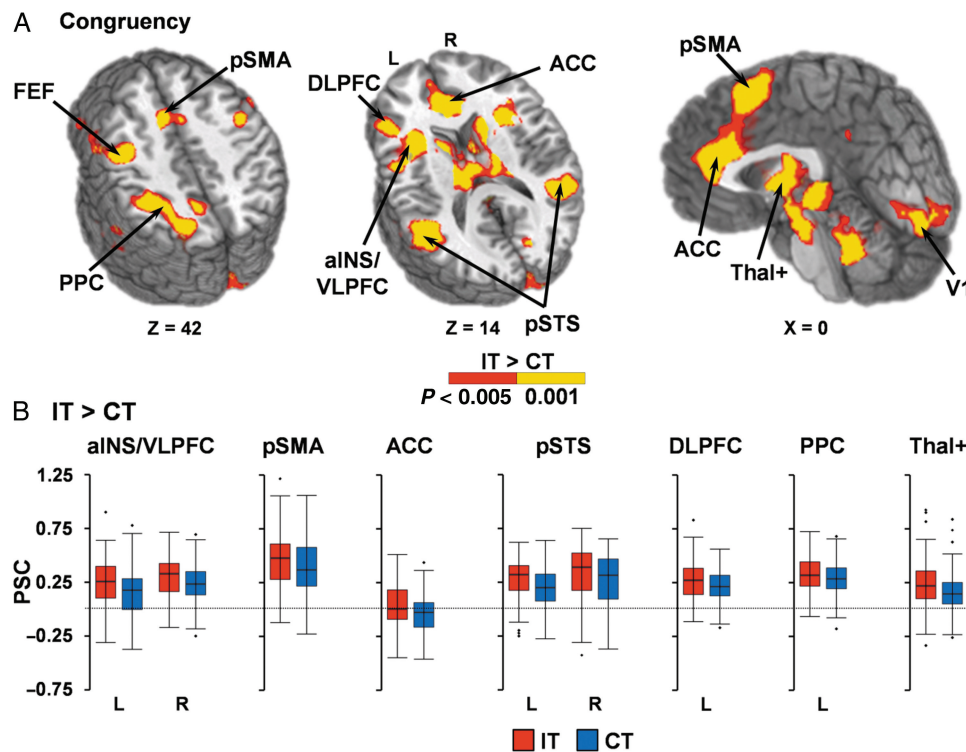 A Congruency
FEF
pSMA
PPC
Z = 42
L
R
DLPFC
ACC
aINS/
VLPFC
pSTS
Z = 14
pSMA
ACC
Thal+
V1
X = 0
IT > CT
P < 0.005 0.001
B IT > CT
aINS/VLPFC pSMA ACC pSTS DLPFC PPC Thal+
PSC
1.25
0.75
0.25
−0.25
−0.75
L R L R L L
IT CT